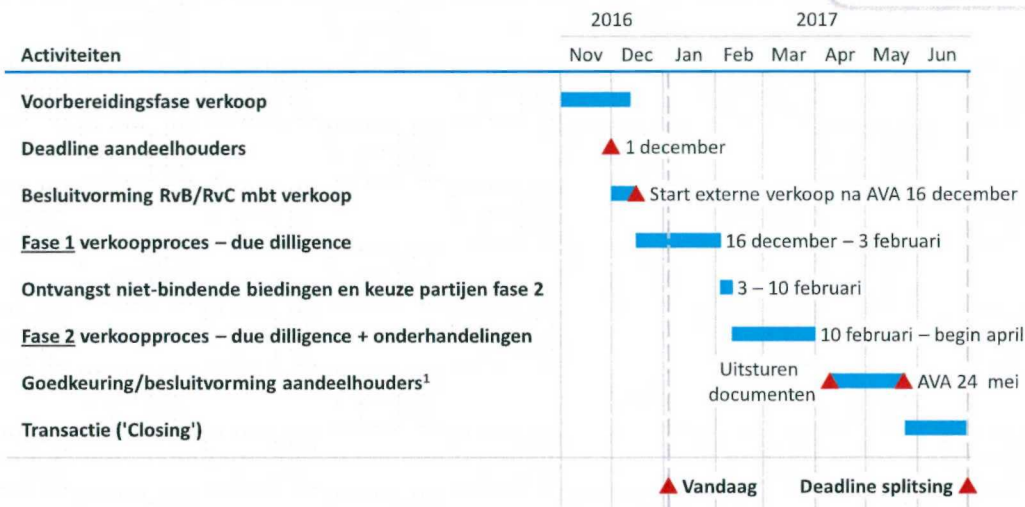 2016 2017
Activiteiten Nov Dec Jan Feb Mar Apr May Jun
Voorbereidingsfase verkoop
Deadline aandeelhouders 1 december
Besluitvorming RvB/RvC mbt verkoop Start externe verkoop na AVA 16 december
Fase 1 verkoopproces – due dilligence 16 december – 3 februari
Ontvangst niet-bindende biedingen en keuze partijen fase 2 3 – 10 februari
Fase 2 verkoopproces – due dilligence + onderhandelingen 10 februari – begin april
Goedkeuring/besluitvorming aandeelhouders¹ Uitsturen documenten AVA 24 mei
Transactie ('Closing')
Vandaag Deadline splitsing